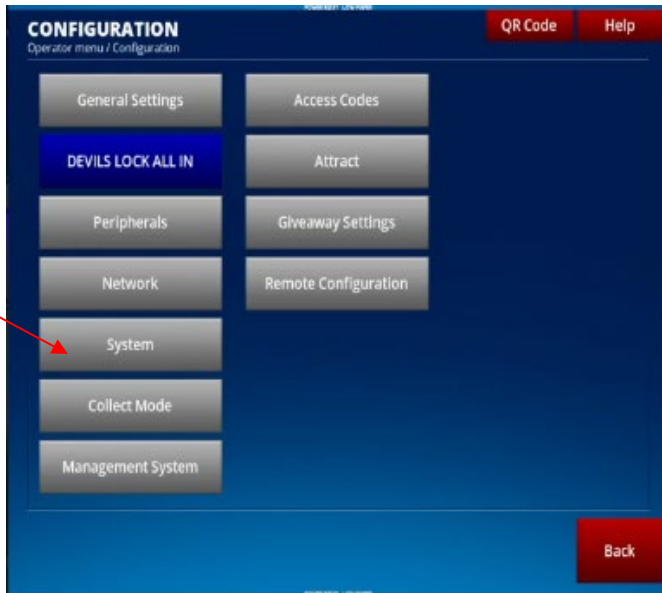 CONFIGURATION
Operator menu / Configuration
QR Code
Help
General Settings
Access Codes
DEVILS LOCK ALL IN
Attract
Peripherals
Giveaway Settings
Network
Remote Configuration
System
Collect Mode
Management System
Back